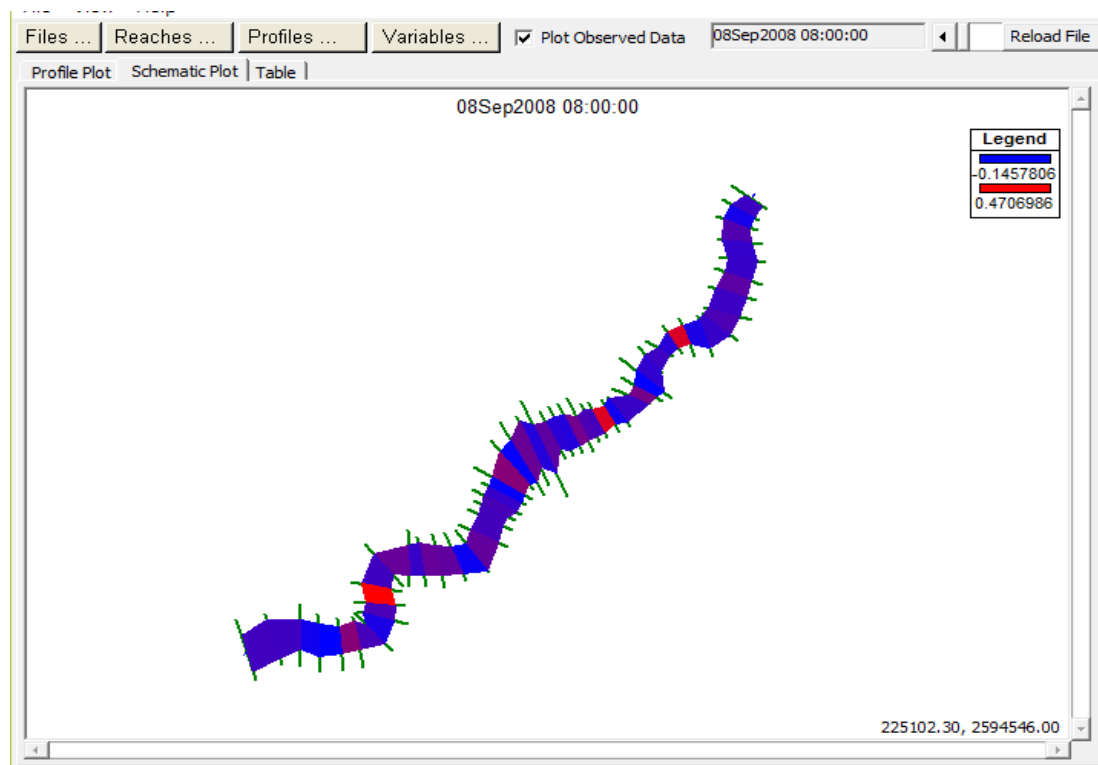 Files ... Reaches ... Profiles ... Variables ... Plot Observed Data 08Sep2008 08:00:00 Reload File
Profile Plot Schematic Plot Table
08Sep2008 08:00:00
Legend
-0.1457806
0.4706986
225102.30, 2594546.00